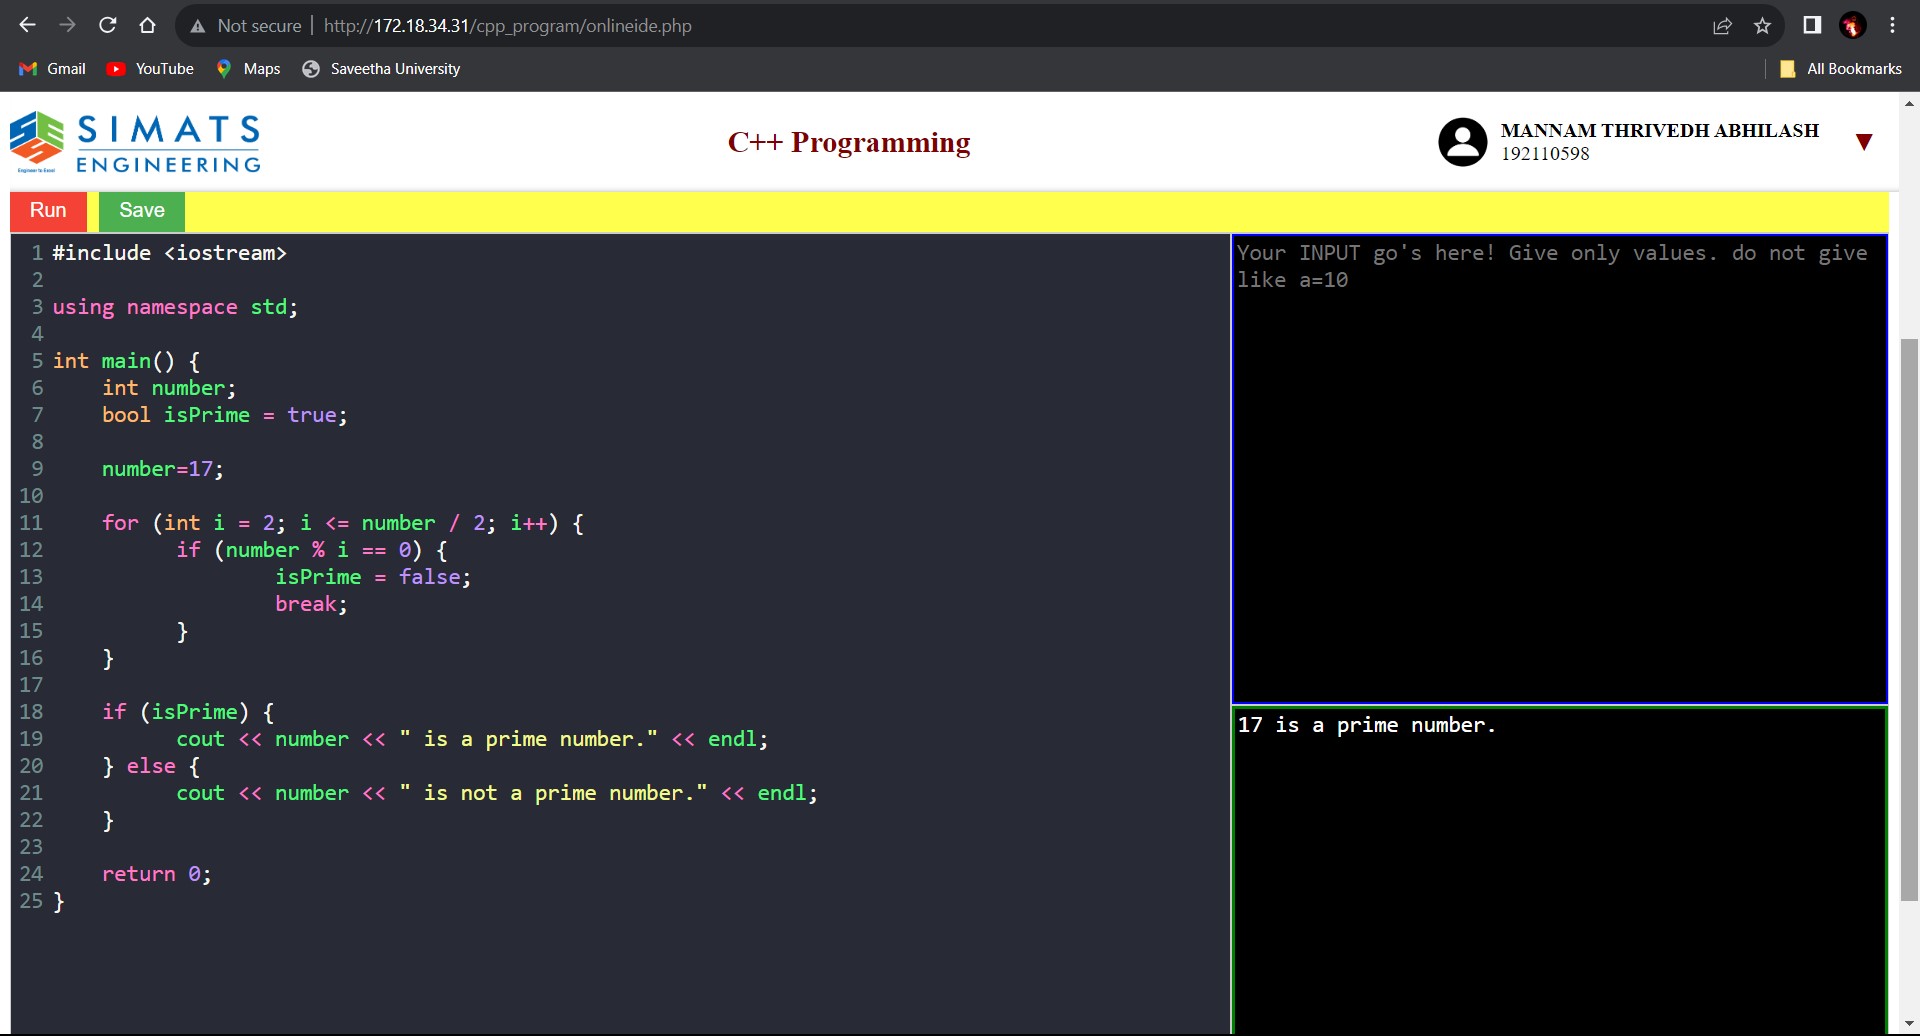 Not secure | http://172.18.34.31/cpp_program/onlineide.php
Gmail YouTube Maps Saveetha University All Bookmarks
SIMATS
ENGINEERING
Engineer to Excel
C++ Programming
MANNAM THRIVEDH ABHILASH
192110598
Run Save
1 #include <iostream>
2
3 using namespace std;
4
5 int main() {
6     int number;
7     bool isPrime = true;
8
9     number=17;
10
11     for (int i = 2; i <= number / 2; i++) {
12           if (number % i == 0) {
13                   isPrime = false;
14                   break;
15           }
16     }
17
18     if (isPrime) {
19           cout << number << " is a prime number." << endl;
20     } else {
21           cout << number << " is not a prime number." << endl;
22     }
23
24     return 0;
25 }
Your INPUT go's here! Give only values. do not give
like a=10
17 is a prime number.